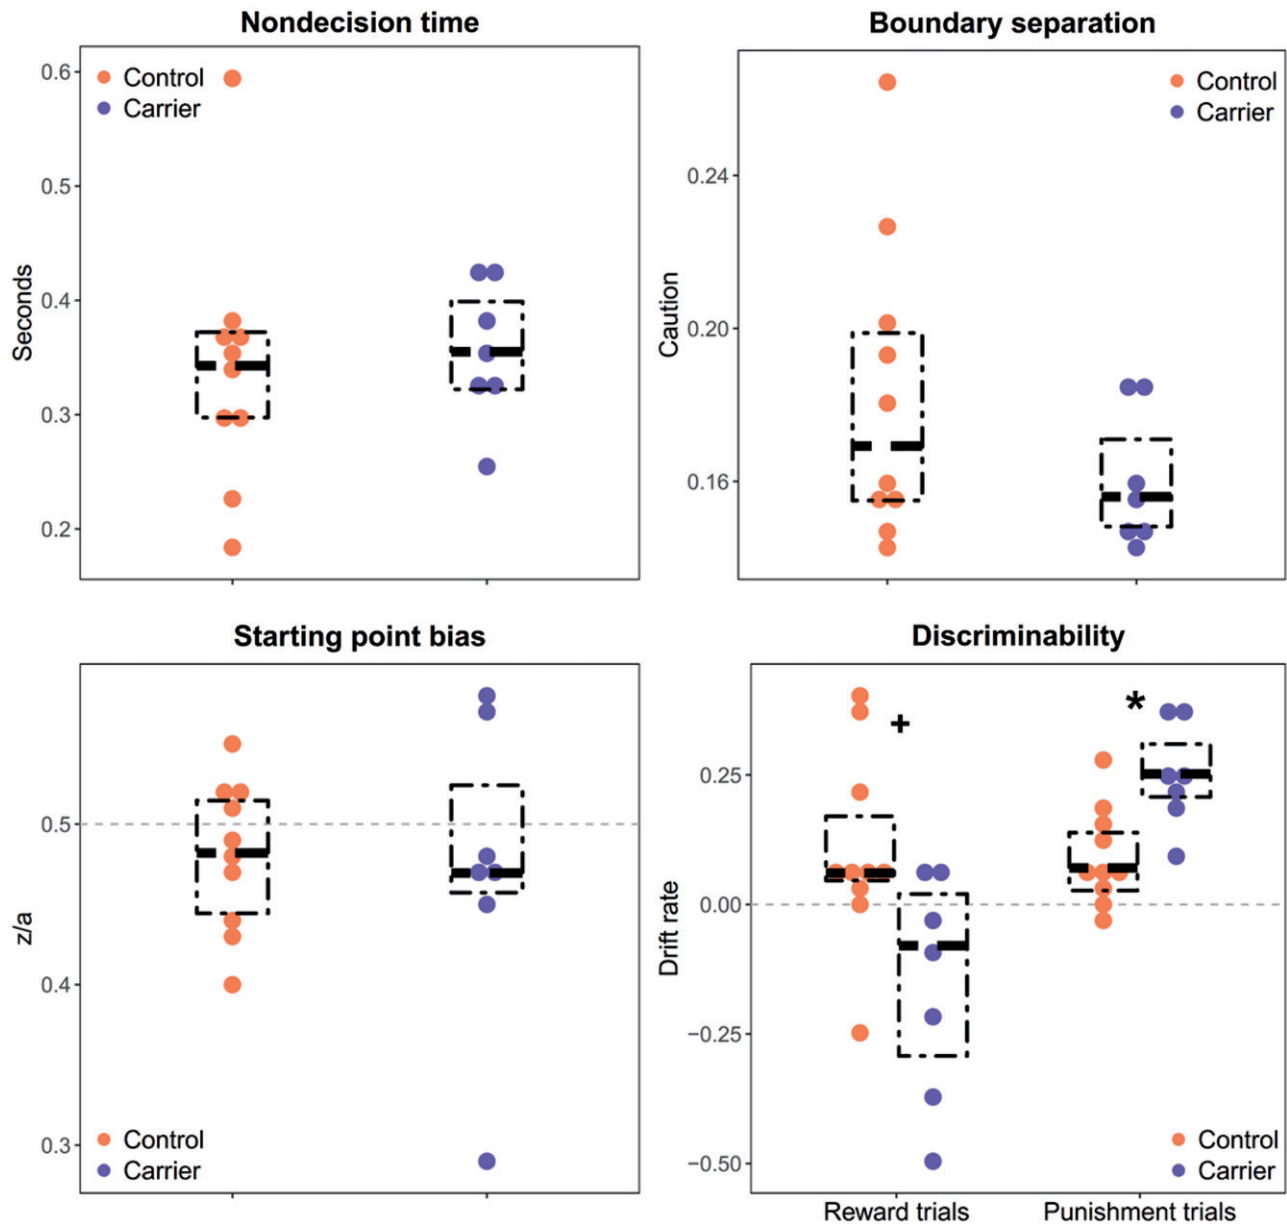 Nondecision time
Seconds
0.6
0.5
0.4
0.3
0.2
Control
Carrier
Boundary separation
Caution
0.24
0.20
0.16
Control
Carrier
Starting point bias
z/a
0.5
0.4
0.3
Control
Carrier
Discriminability
Drift rate
0.25
0.00
−0.25
−0.50
+
*
Control
Carrier
Reward trials
Punishment trials